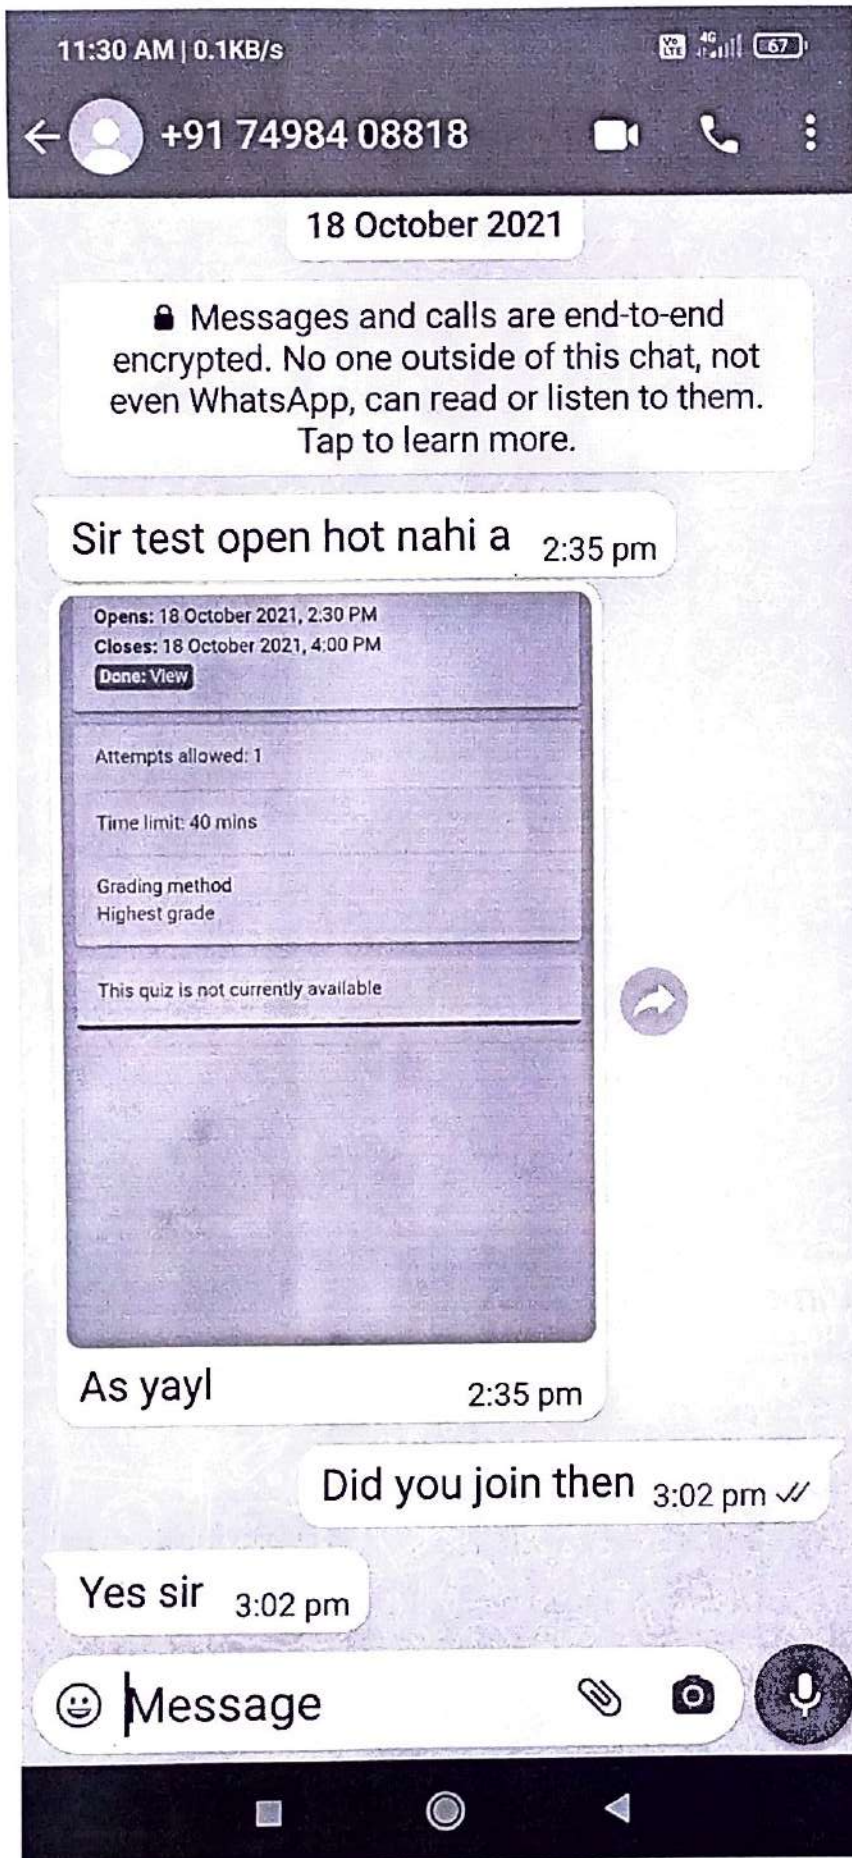 11:30 AM | 0.1KB/s
Vo LTE 4G 67
+91 74984 08818
18 October 2021
Messages and calls are end-to-end
encrypted. No one outside of this chat, not
even WhatsApp, can read or listen to them.
Tap to learn more.
Sir test open hot nahi a 2:35 pm
Opens: 18 October 2021, 2:30 PM
Closes: 18 October 2021, 4:00 PM
Done: View
Attempts allowed: 1
Time limit: 40 mins
Grading method
Highest grade
This quiz is not currently available
As yayl 2:35 pm
Did you join then 3:02 pm
Yes sir 3:02 pm
Message